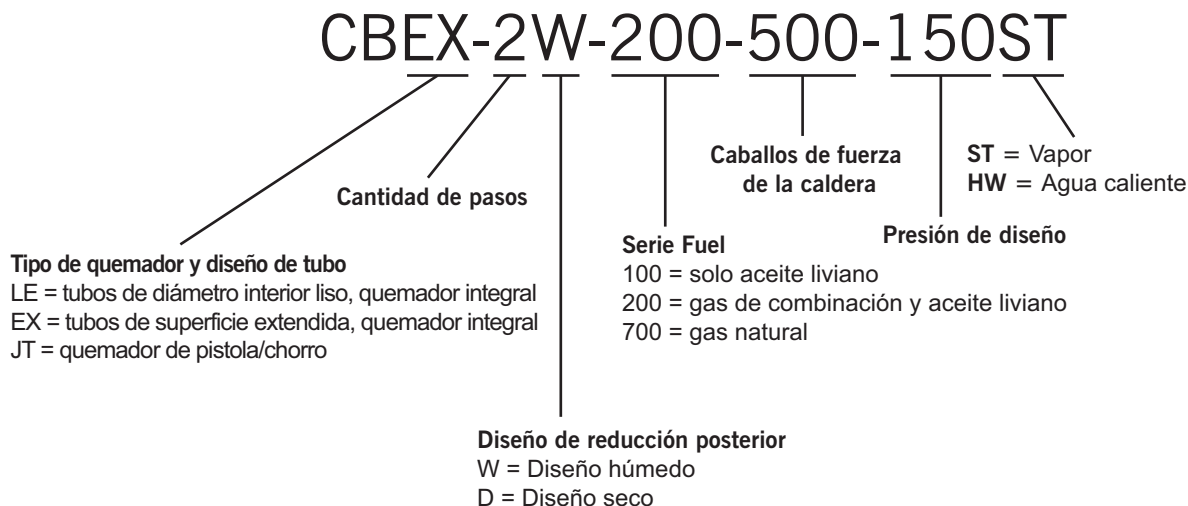 CBEX-2W-200-500-150ST
Caballos de fuerza
de la caldera
ST = Vapor
HW = Agua caliente
Cantidad de pasos
Presión de diseño
Serie Fuel
100 = solo aceite liviano
200 = gas de combinación y aceite liviano
700 = gas natural
Tipo de quemador y diseño de tubo
LE = tubos de diámetro interior liso, quemador integral
EX = tubos de superficie extendida, quemador integral
JT = quemador de pistola/chorro
Diseño de reducción posterior
W = Diseño húmedo
D = Diseño seco